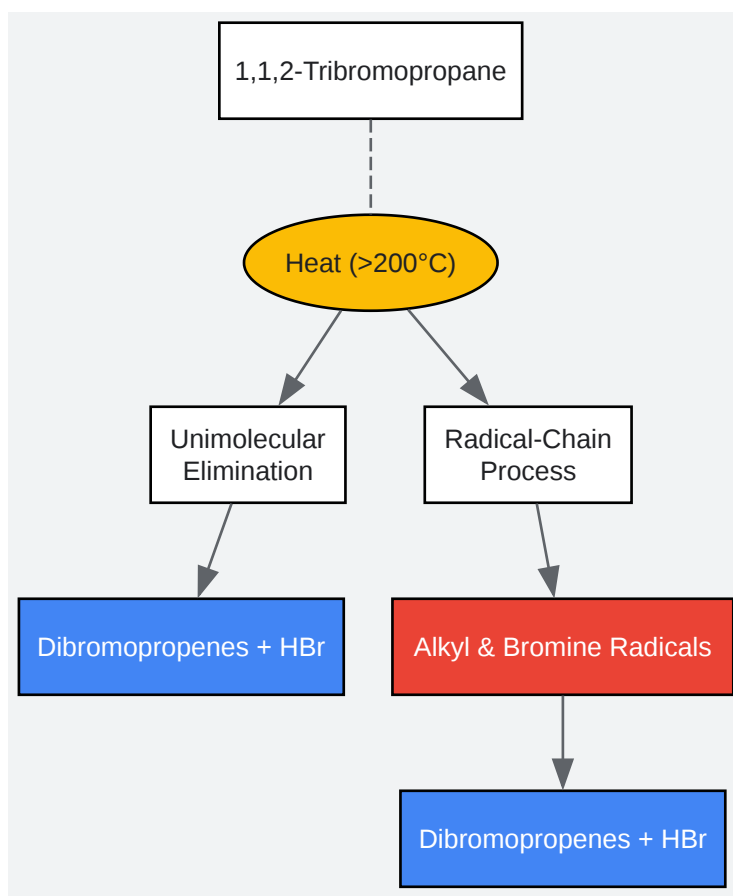 1,1,2-Tribromopropane
Heat (>200°C)
Unimolecular
Elimination
Radical-Chain
Process
Dibromopropenes + HBr
Alkyl & Bromine Radicals
Dibromopropenes + HBr